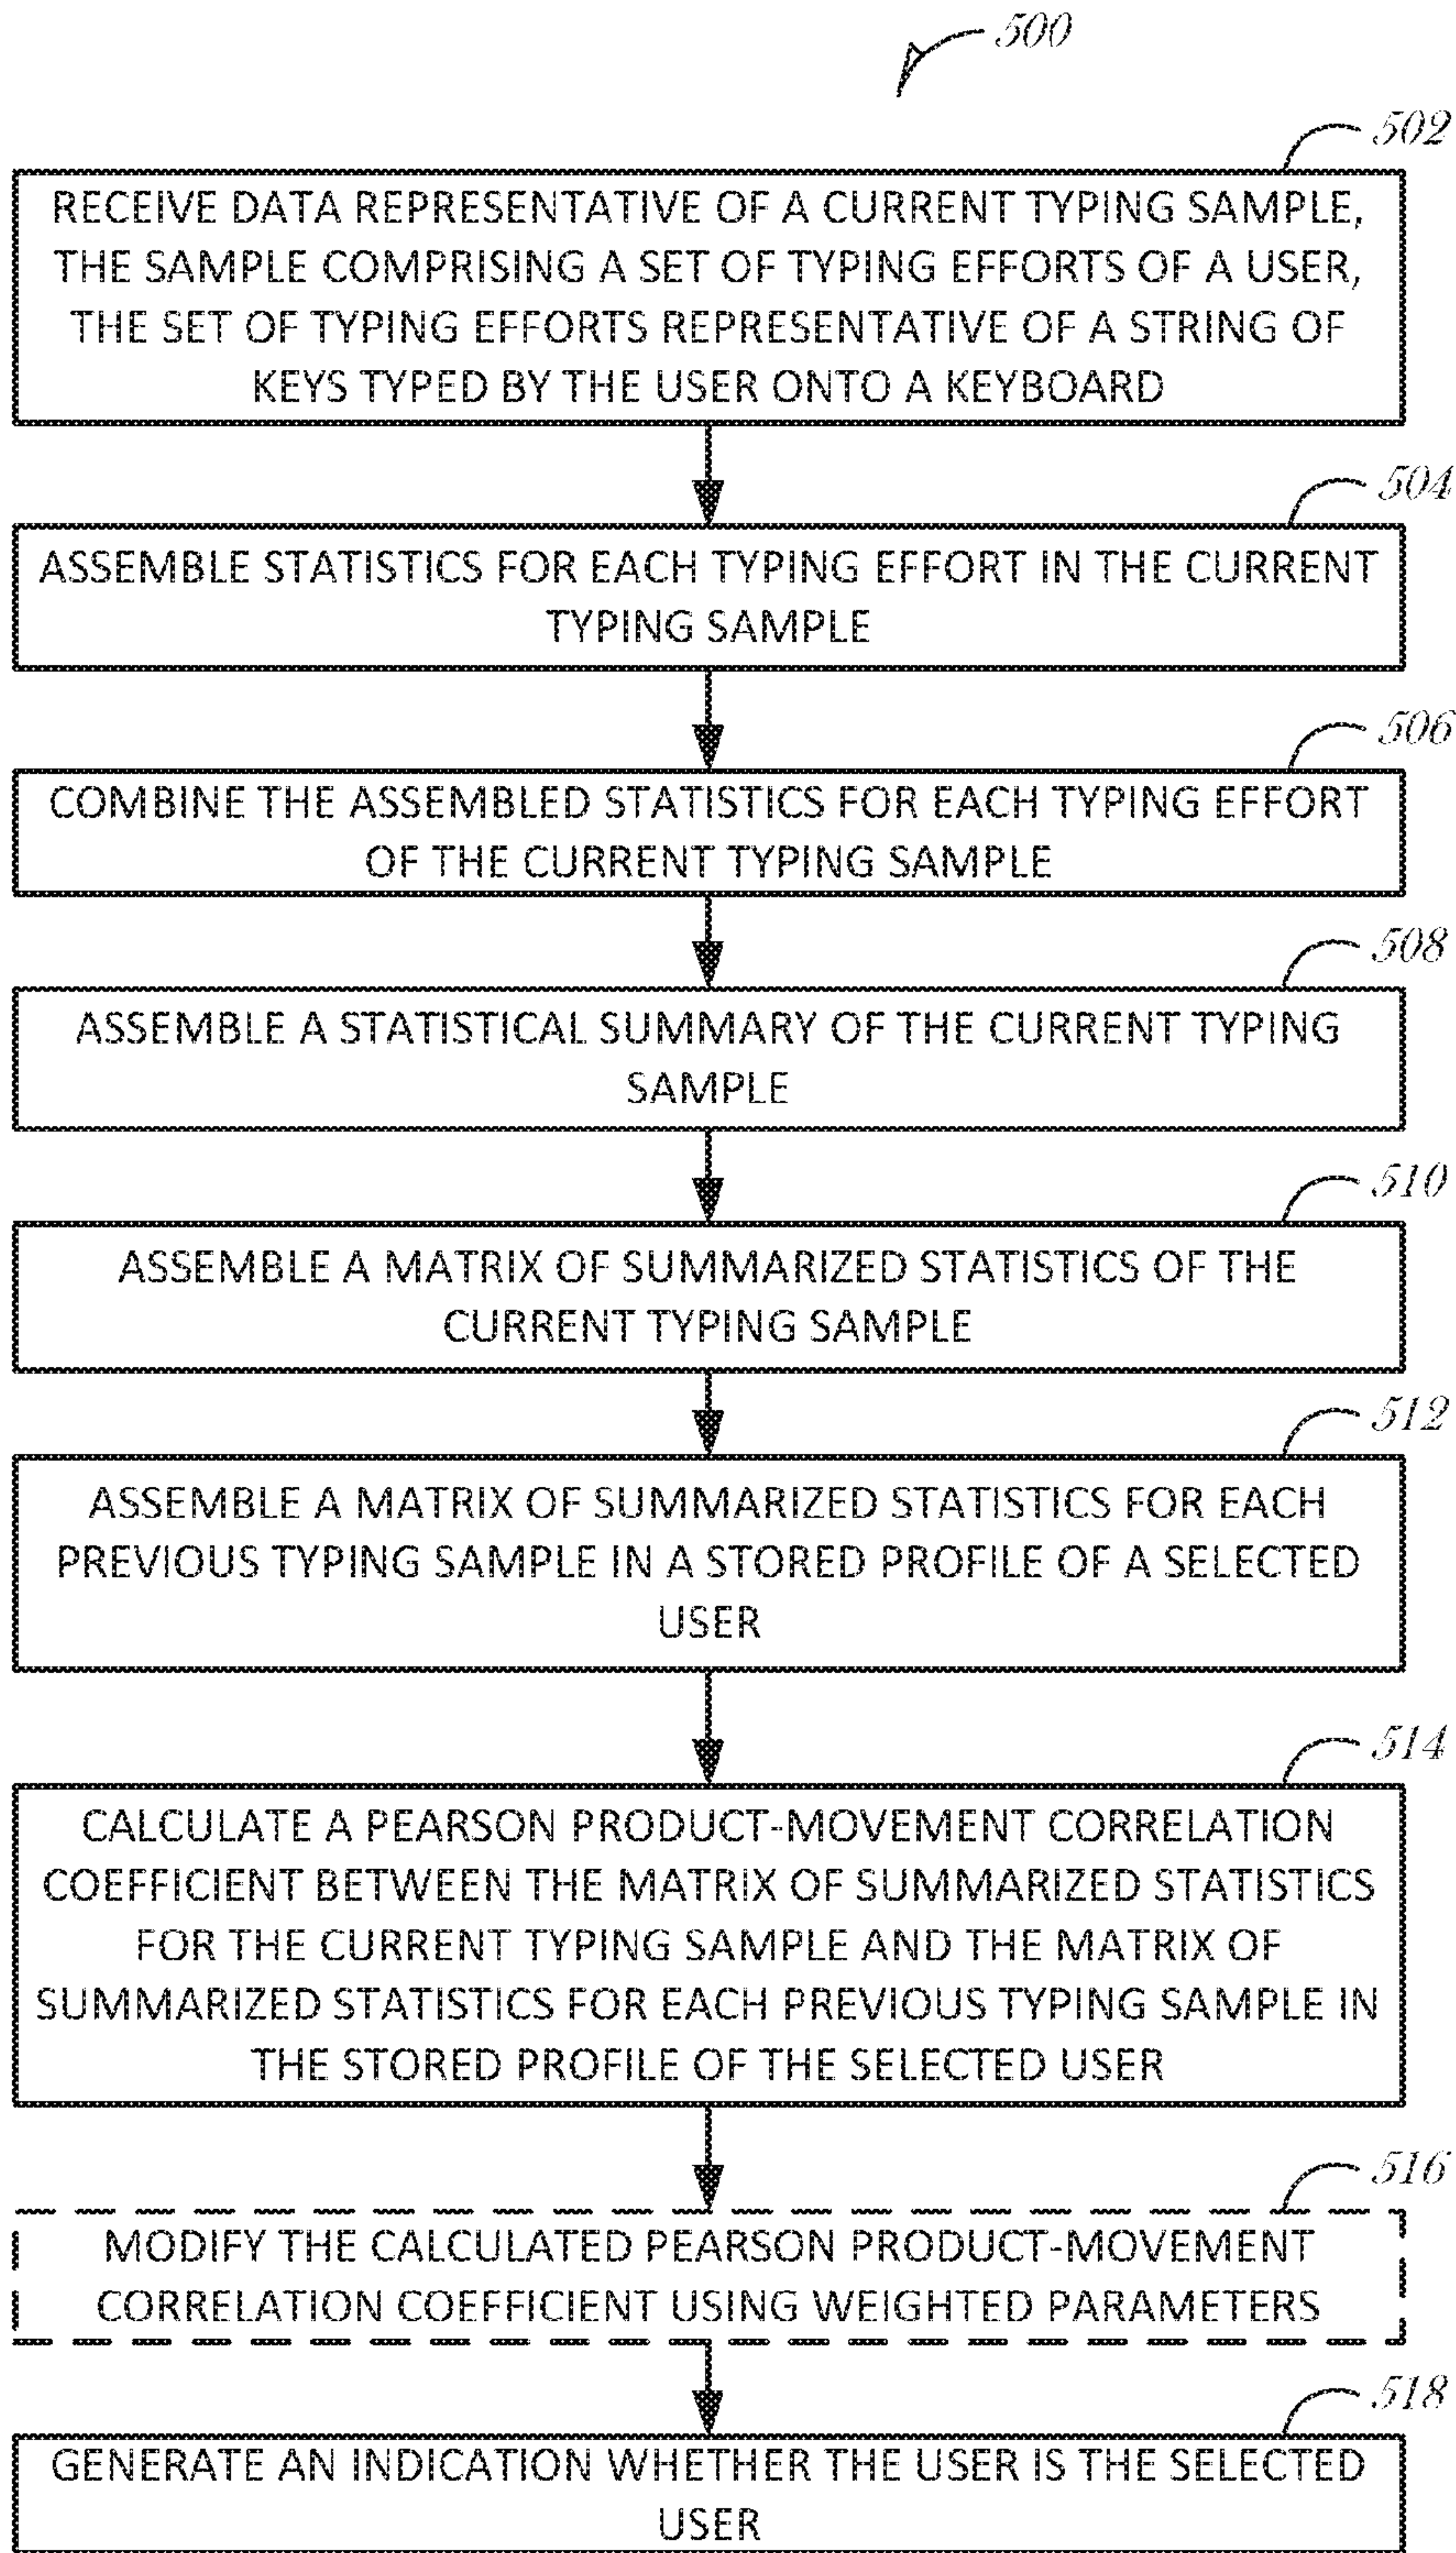 500
502
RECEIVE DATA REPRESENTATIVE OF A CURRENT TYPING SAMPLE,
THE SAMPLE COMPRISING A SET OF TYPING EFFORTS OF A USER,
THE SET OF TYPING EFFORTS REPRESENTATIVE OF A STRING OF
KEYS TYPED BY THE USER ONTO A KEYBOARD
504
ASSEMBLE STATISTICS FOR EACH TYPING EFFORT IN THE CURRENT
TYPING SAMPLE
506
COMBINE THE ASSEMBLED STATISTICS FOR EACH TYPING EFFORT
OF THE CURRENT TYPING SAMPLE
508
ASSEMBLE A STATISTICAL SUMMARY OF THE CURRENT TYPING
SAMPLE
510
ASSEMBLE A MATRIX OF SUMMARIZED STATISTICS OF THE
CURRENT TYPING SAMPLE
512
ASSEMBLE A MATRIX OF SUMMARIZED STATISTICS FOR EACH
PREVIOUS TYPING SAMPLE IN A STORED PROFILE OF A SELECTED
USER
514
CALCULATE A PEARSON PRODUCT-MOVEMENT CORRELATION
COEFFICIENT BETWEEN THE MATRIX OF SUMMARIZED STATISTICS
FOR THE CURRENT TYPING SAMPLE AND THE MATRIX OF
SUMMARIZED STATISTICS FOR EACH PREVIOUS TYPING SAMPLE IN
THE STORED PROFILE OF THE SELECTED USER
516
MODIFY THE CALCULATED PEARSON PRODUCT-MOVEMENT
CORRELATION COEFFICIENT USING WEIGHTED PARAMETERS
518
GENERATE AN INDICATION WHETHER THE USER IS THE SELECTED
USER